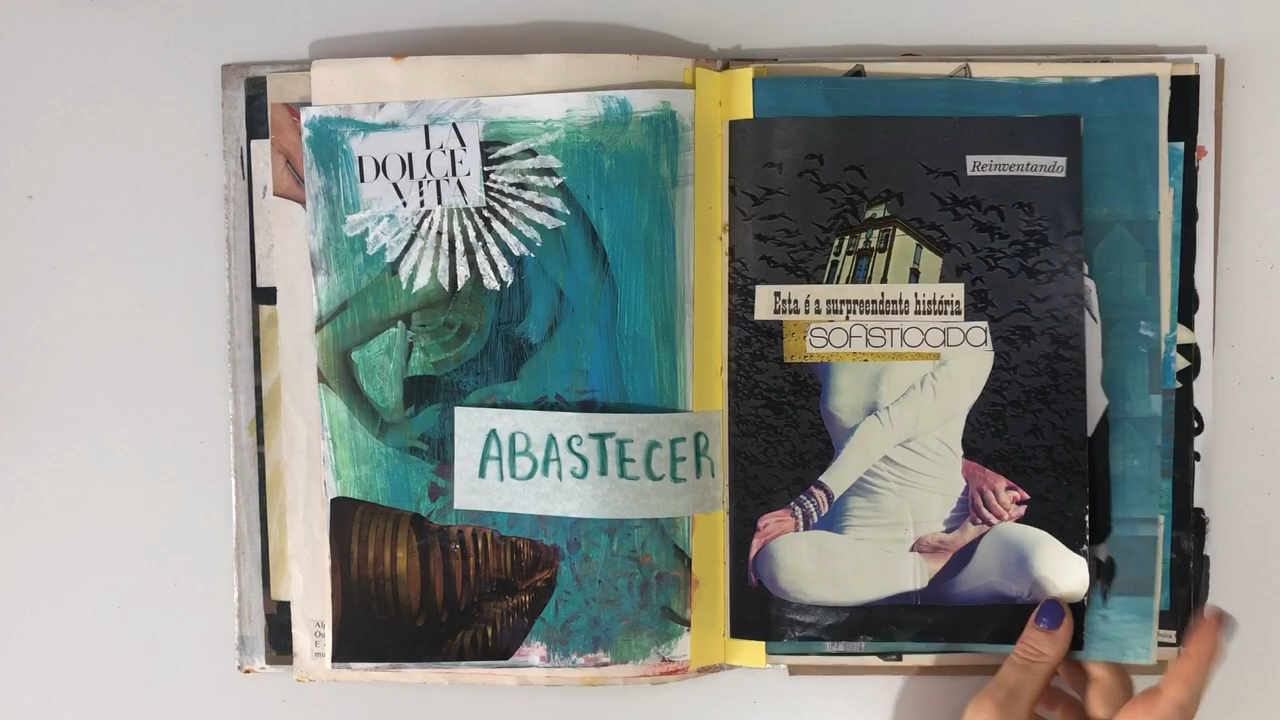 LA
DOLCE
VITA
ABASTECER
Reinventando
Esta é a surpreendente história
sofisticada